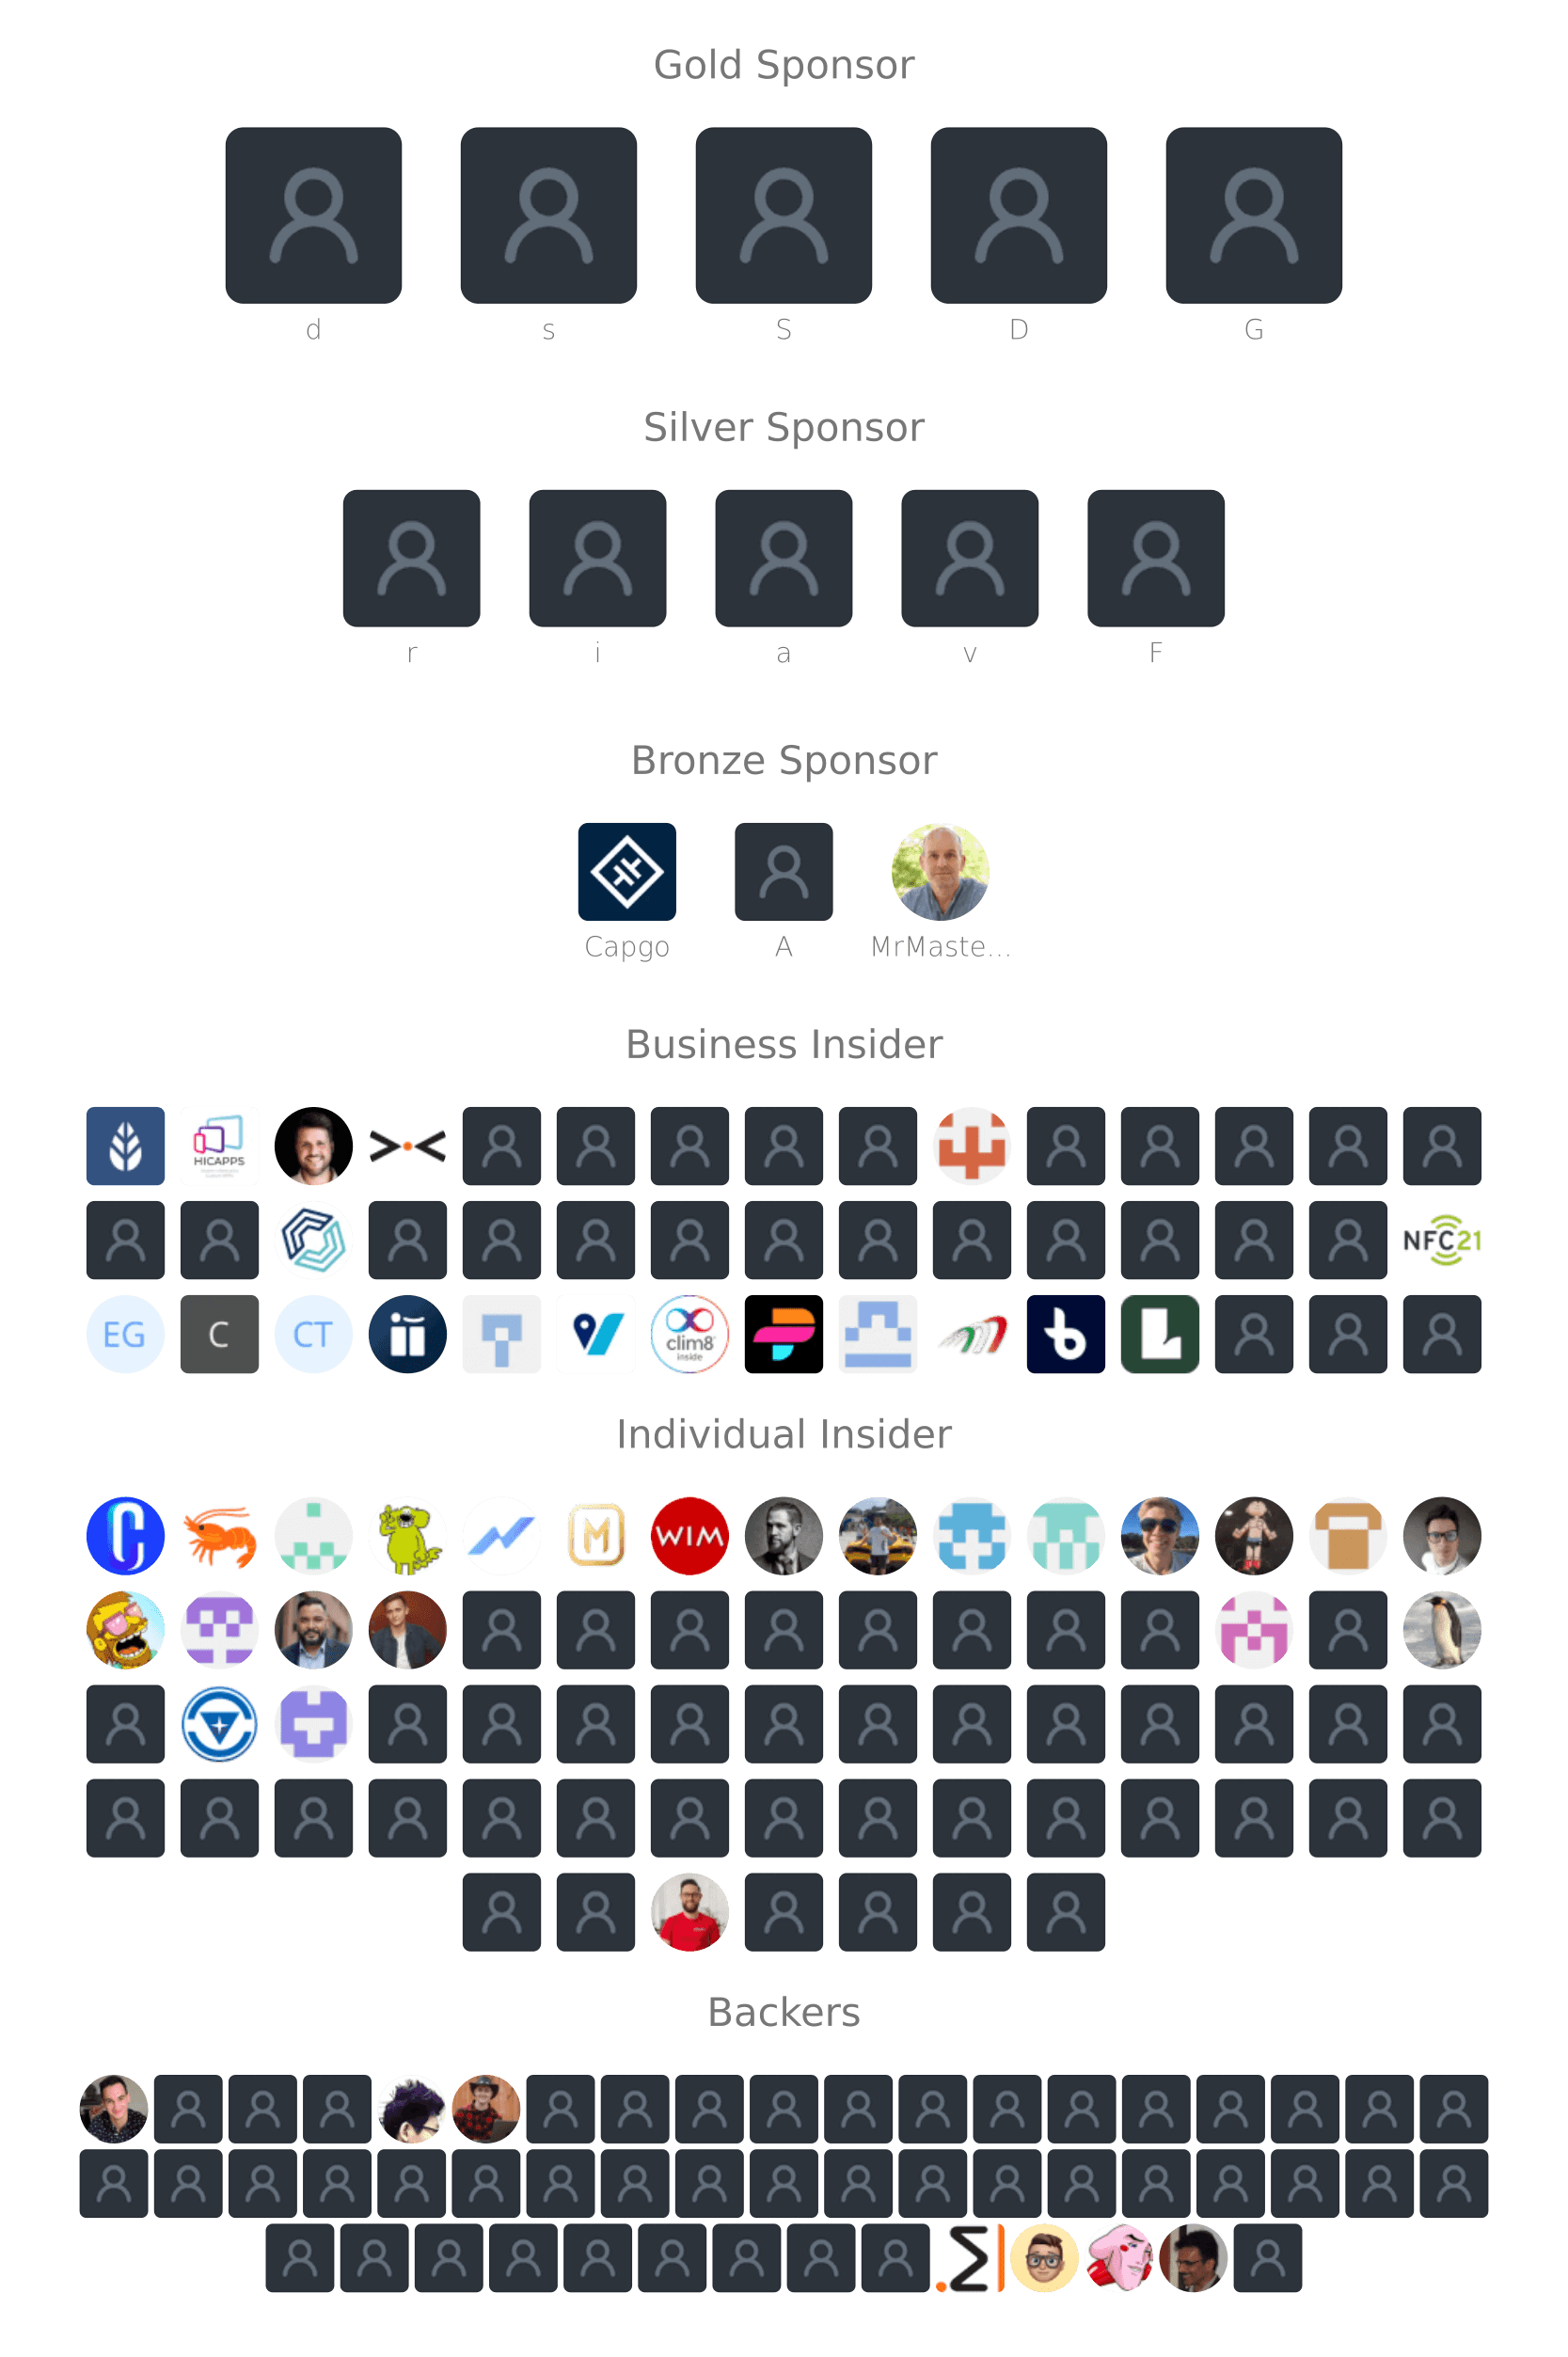 Gold Sponsor
d s S D G
Silver Sponsor
r i a v F
Bronze Sponsor
Capgo A MrMaste...
Business Insider
HICAPPS
NFC21
EG C CT clim8
inside
Individual Insider
WIM
Backers